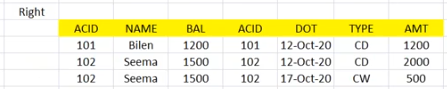 Right
ACID NAME BAL ACID DOT TYPE AMT
101 Bilen 1200 101 12-Oct-20 CD 1200
102 Seema 1500 102 12-Oct-20 CD 2000
102 Seema 1500 102 17-Oct-20 CW 500